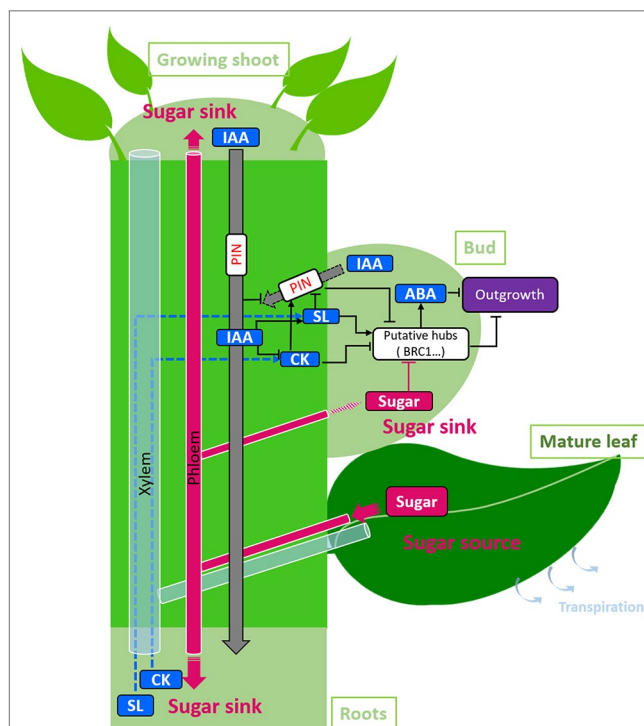 Growing shoot
Sugar sink
IAA
PIN
Bud
IAA
PIN
ABA
Outgrowth
SL
IAA
Putative hubs
( BRC1...)
CK
Sugar
Sugar sink
Mature leaf
Xylem
Phloem
Sugar
Sugar source
Transpiration
CK
SL
Sugar sink
Roots